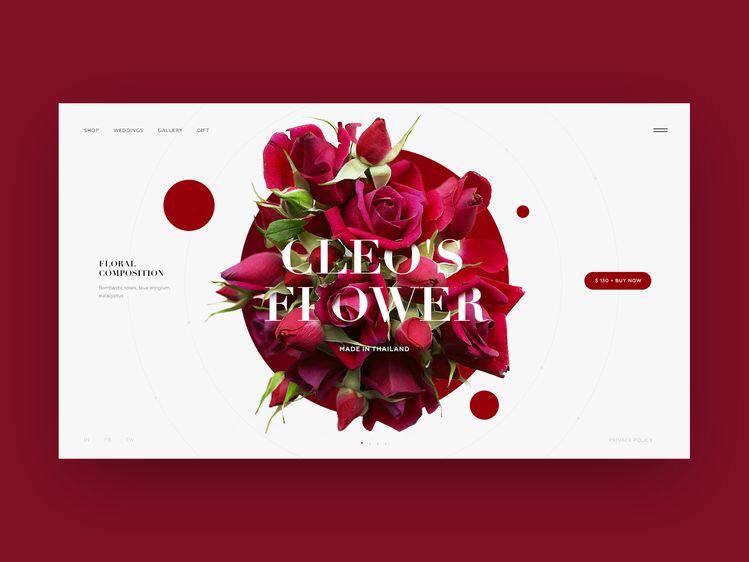 SHOP WEDDINGS GALLERY GIFT
CLEO'S
FLOWER
MADE IN THAILAND
FLORAL
COMPOSITION
Bombastic roses, blue eringium,
eucalyptus
$ 130 • BUY NOW
IN FB TW
PRIVACY POLICY